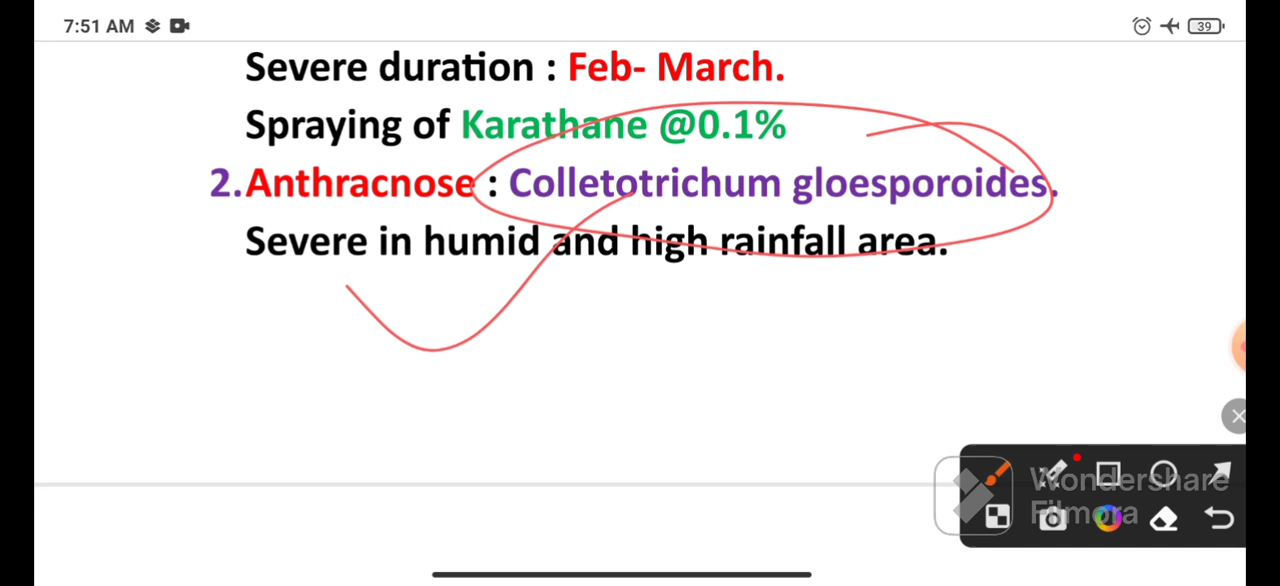 7:51 AM
39
Severe duration : Feb- March.
Spraying of Karathane @0.1%
2.Anthracnose : Colletotrichum gloesporoides.
Severe in humid and high rainfall area.
Wondershare
Filmora